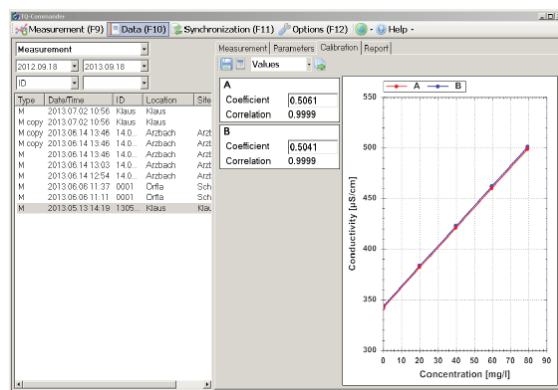 TQ-Commander
Measurement (F9) Data (F10) Synchronization (F11) Options (F12) Help
Measurement
2012.09.18 2013.09.18
ID
Type Date/Time ID Location Site
M 2013.07.02 10:56 Klaus Klaus
M copy 2013.07.02 10:56 Klaus Klaus
M copy 2013.06.14 13:46 14.0... Arzbach Arzt
M copy 2013.06.14 13:46 14.0... Arzbach Arzt
M 2013.06.14 13:46 14.0... Arzbach Arzt
M 2013.06.14 13:03 14.0... Arzbach Arzt
M 2013.06.14 12:54 14.0... Arzbach Arzt
M 2013.06.06 11:37 0001 Orfla Sch
M 2013.06.06 11:11 0001 Orfla Sch
M 2013.05.13 14:19 1305... Klaus Klau
Measurement Parameters Calibration Report
Values
A
Coefficient 0.5061
Correlation 0.9999
B
Coefficient 0.5041
Correlation 0.9999
A B
Conductivity [µS/cm]
550
500
450
400
350
300
0 10 20 30 40 50 60 70 80 90
Concentration [mg/l]